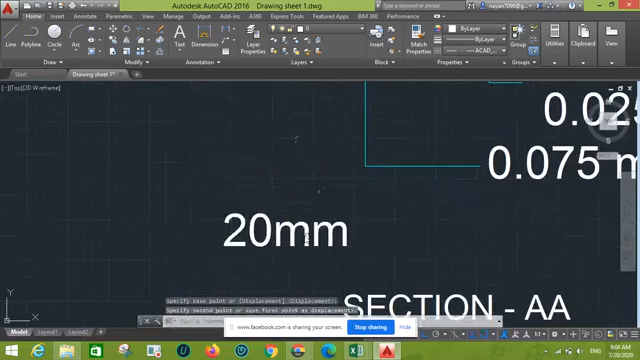 Autodesk AutoCAD 2016 Drawing sheet 1.dwg
nayan7096@g...
Home Insert Annotate Parametric View Manage Output Add-ins A360 Express Tools Featured Apps BIM 360 Performance
Line Polyline Circle Arc
Text Dimension
Layer Properties
0
Insert
Match Properties
ByLayer
ByLayer
ACAD_...
Group
Utilities Clipboard View
Draw Modify Annotation Layers Block Properties Groups
Start Drawing sheet 1*
[-][Top][2D Wireframe]
0.025
S
0.075 m
20mm
Y
X
Specify base point or [Displacement] <Displacement>:
Specify second point or <use first point as displacement>:
SECTION - AA
www.facebook.com is sharing your screen.
Stop sharing
Hide
Model Layout1 Layout2
ENG
9:08 AM
7/20/2020